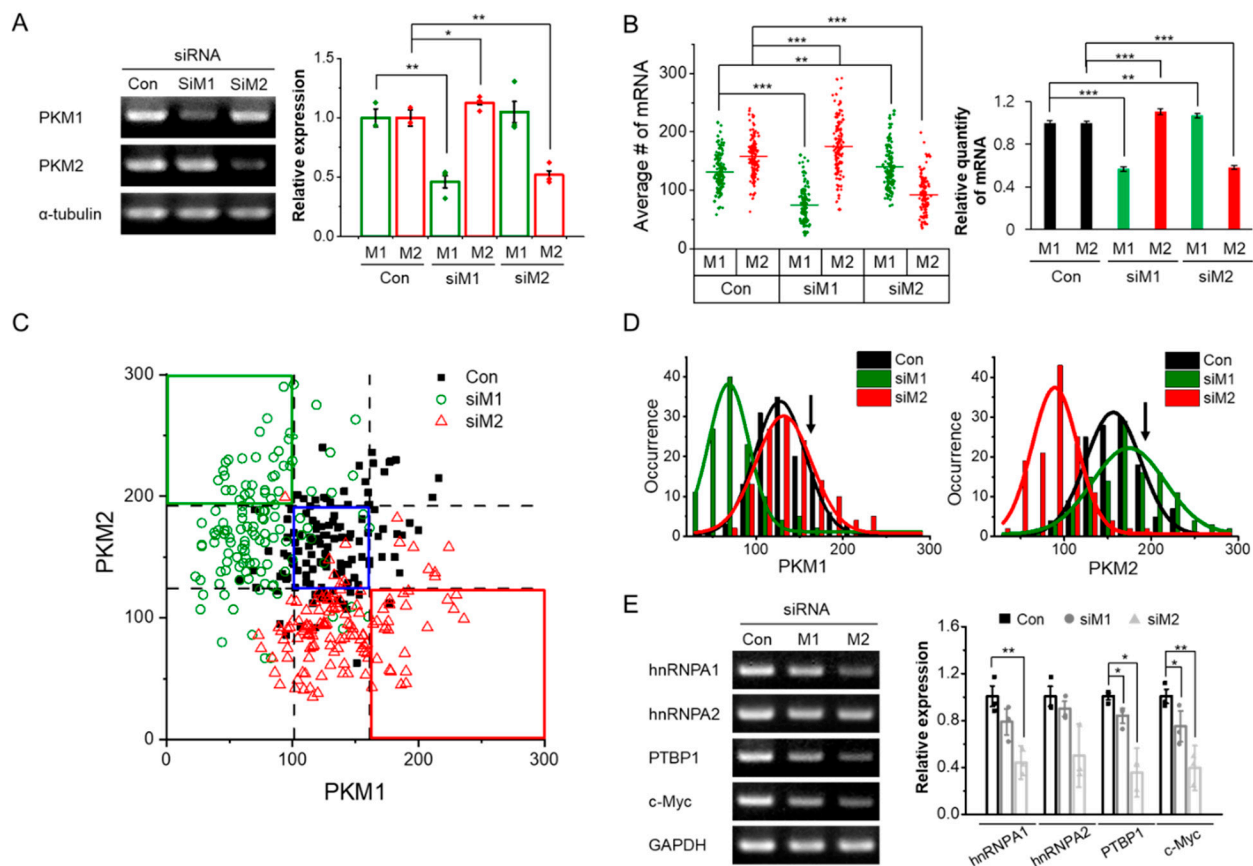 A
siRNA
Con SiM1 SiM2
PKM1
PKM2
α-tubulin
Relative expression
1.5
1.0
0.5
0.0
**
*
**
M1 M2 M1 M2 M1 M2
Con siM1 siM2
B
Average # of mRNA
300
200
100
0
***
***
**
***
M1 M2 M1 M2 M1 M2
Con siM1 siM2
Relative quantify
of mRNA
1.2
0.8
0.4
0
***
***
**
***
M1 M2 M1 M2 M1 M2
Con siM1 siM2
C
PKM2
300
200
100
0
Con
siM1
siM2
0 100 200 300
PKM1
D
Occurrence
50
40
30
20
10
0
Con
siM1
siM2
100 200 300
PKM1
Occurrence
50
40
30
20
10
0
Con
siM1
siM2
100 200 300
PKM2
E
siRNA
Con M1 M2
hnRNPA1
hnRNPA2
PTBP1
c-Myc
GAPDH
Relative expression
1.6
1.2
0.8
0.4
0.0
Con siM1 siM2
**
*
*
**
*
hnRNPA1
hnRNPA2
PTBP1
c-Myc